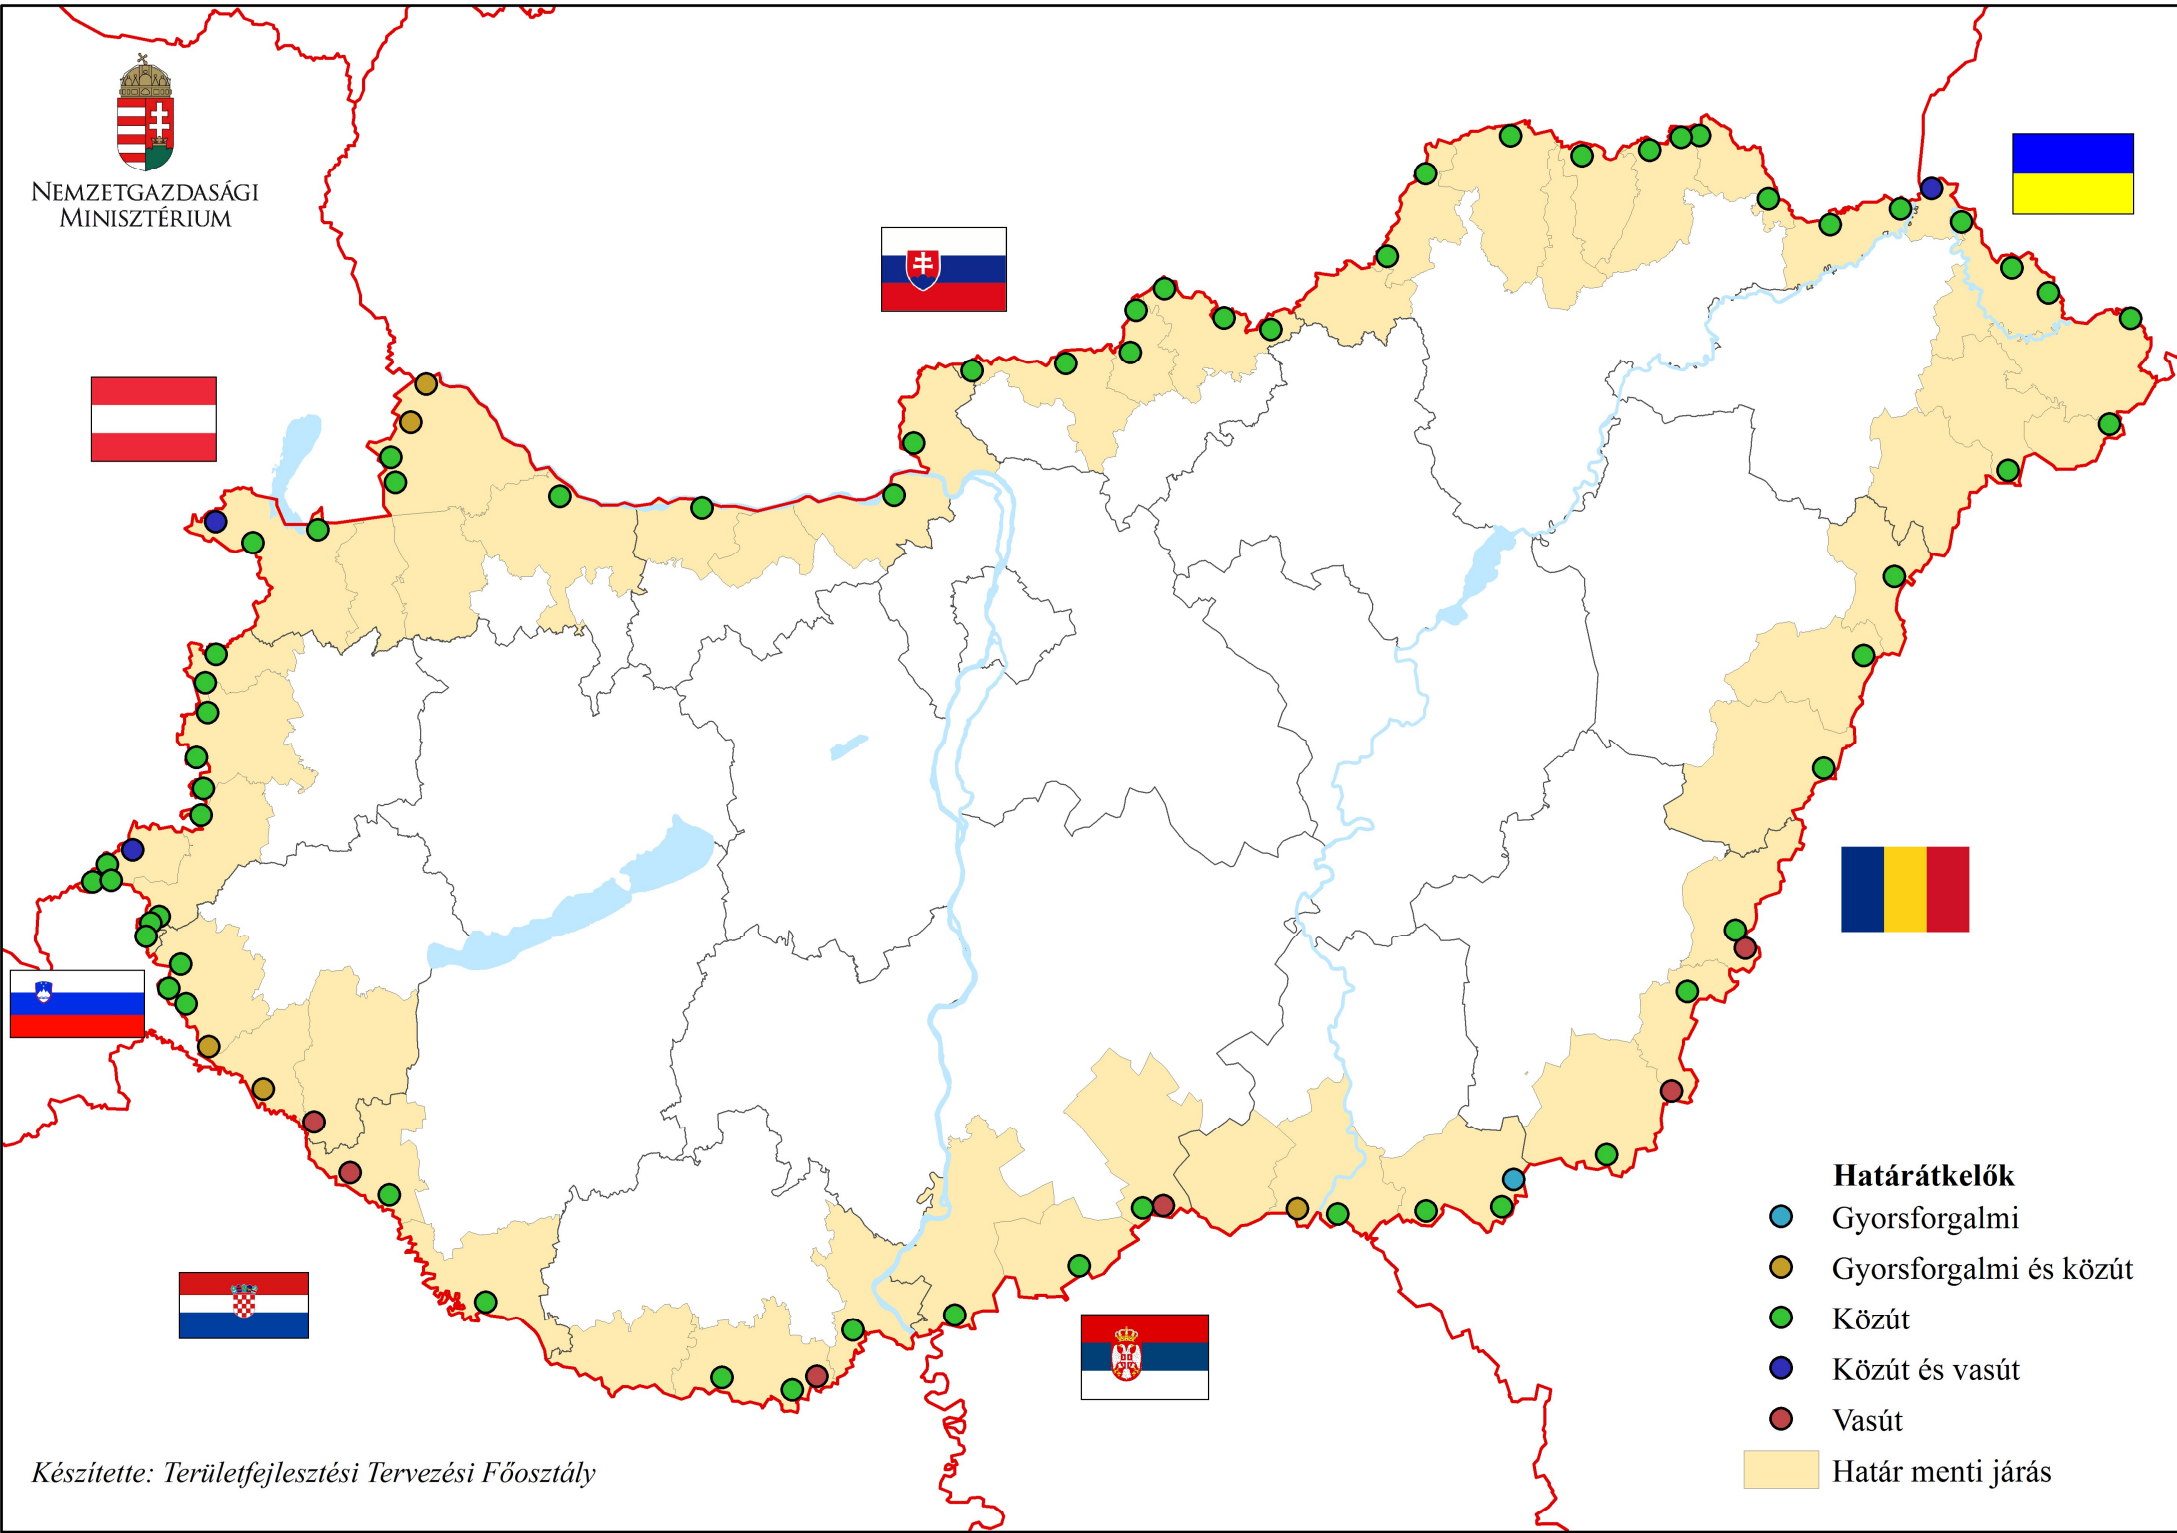 NEMZETGAZDASÁGI
MINISZTÉRIUM
Határátkelők
Gyorsforgalmi
Gyorsforgalmi és közút
Közút
Közút és vasút
Vasút
Határ menti járás
Készítette: Területfejlesztési Tervezési Főosztály